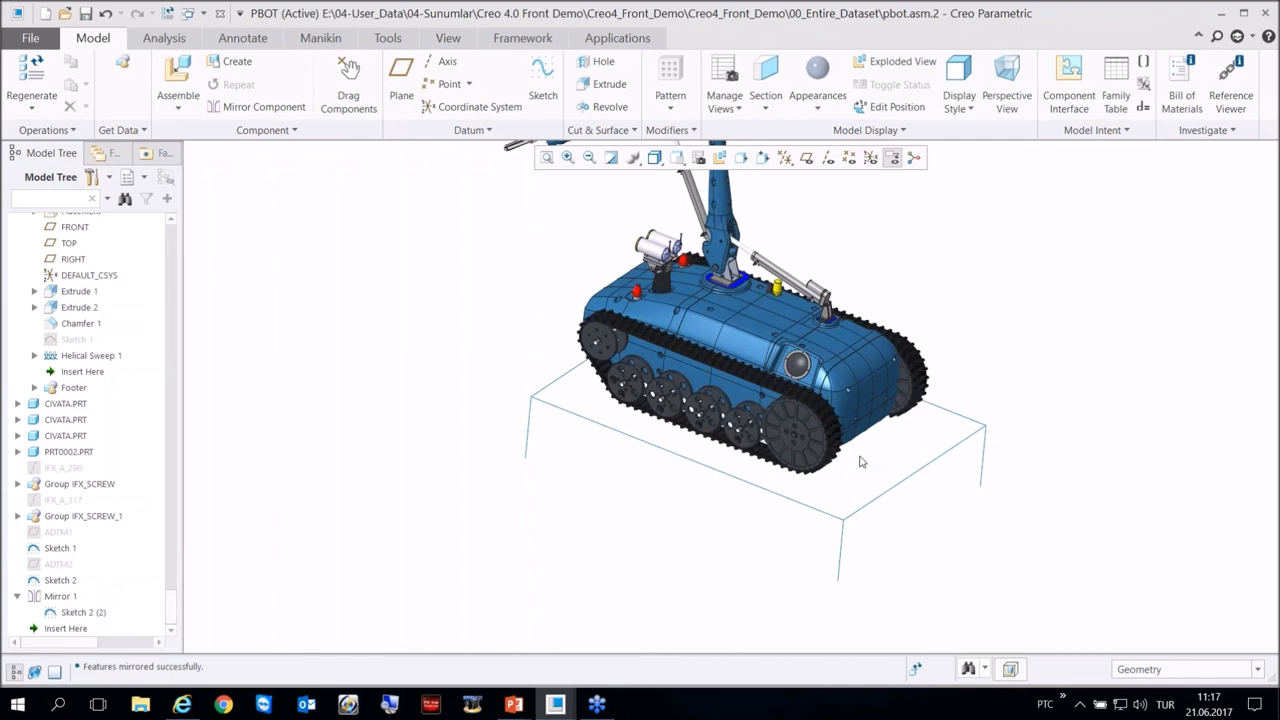 PBOT (Active) E:\04-User_Data\04-Sunumlar\Creo 4.0 Front Demo\Creo4_Front_Demo\Creo4_Front_Demo\00_Entire_Dataset\pbot.asm.2 - Creo Parametric
File Model Analysis Annotate Manikin Tools View Framework Applications
Regenerate
Assemble
Create
Repeat
Mirror Component
Drag Components
Plane
Axis
Point
Coordinate System
Sketch
Hole
Extrude
Revolve
Pattern
Manage Views
Section
Appearances
Exploded View
Toggle Status
Edit Position
Display Style
Perspective View
Component Interface
Family Table
Bill of Materials
Reference Viewer
Operations Get Data Component Datum Cut & Surface Modifiers Model Display Model Intent Investigate
Model Tree F... Fa...
Model Tree
Placement
FRONT
TOP
RIGHT
DEFAULT_CSYS
Extrude 1
Extrude 2
Chamfer 1
Sketch 1
Helical Sweep 1
Insert Here
Footer
CIVATA.PRT
CIVATA.PRT
CIVATA.PRT
PRT0002.PRT
IFX_A_290
Group IFX_SCREW
IFX_A_317
Group IFX_SCREW_1
ADTM1
Sketch 1
ADTM2
Sketch 2
Mirror 1
Sketch 2 (2)
Insert Here
• Features mirrored successfully.
Geometry
PTC
TUR
11:17
21.06.2017